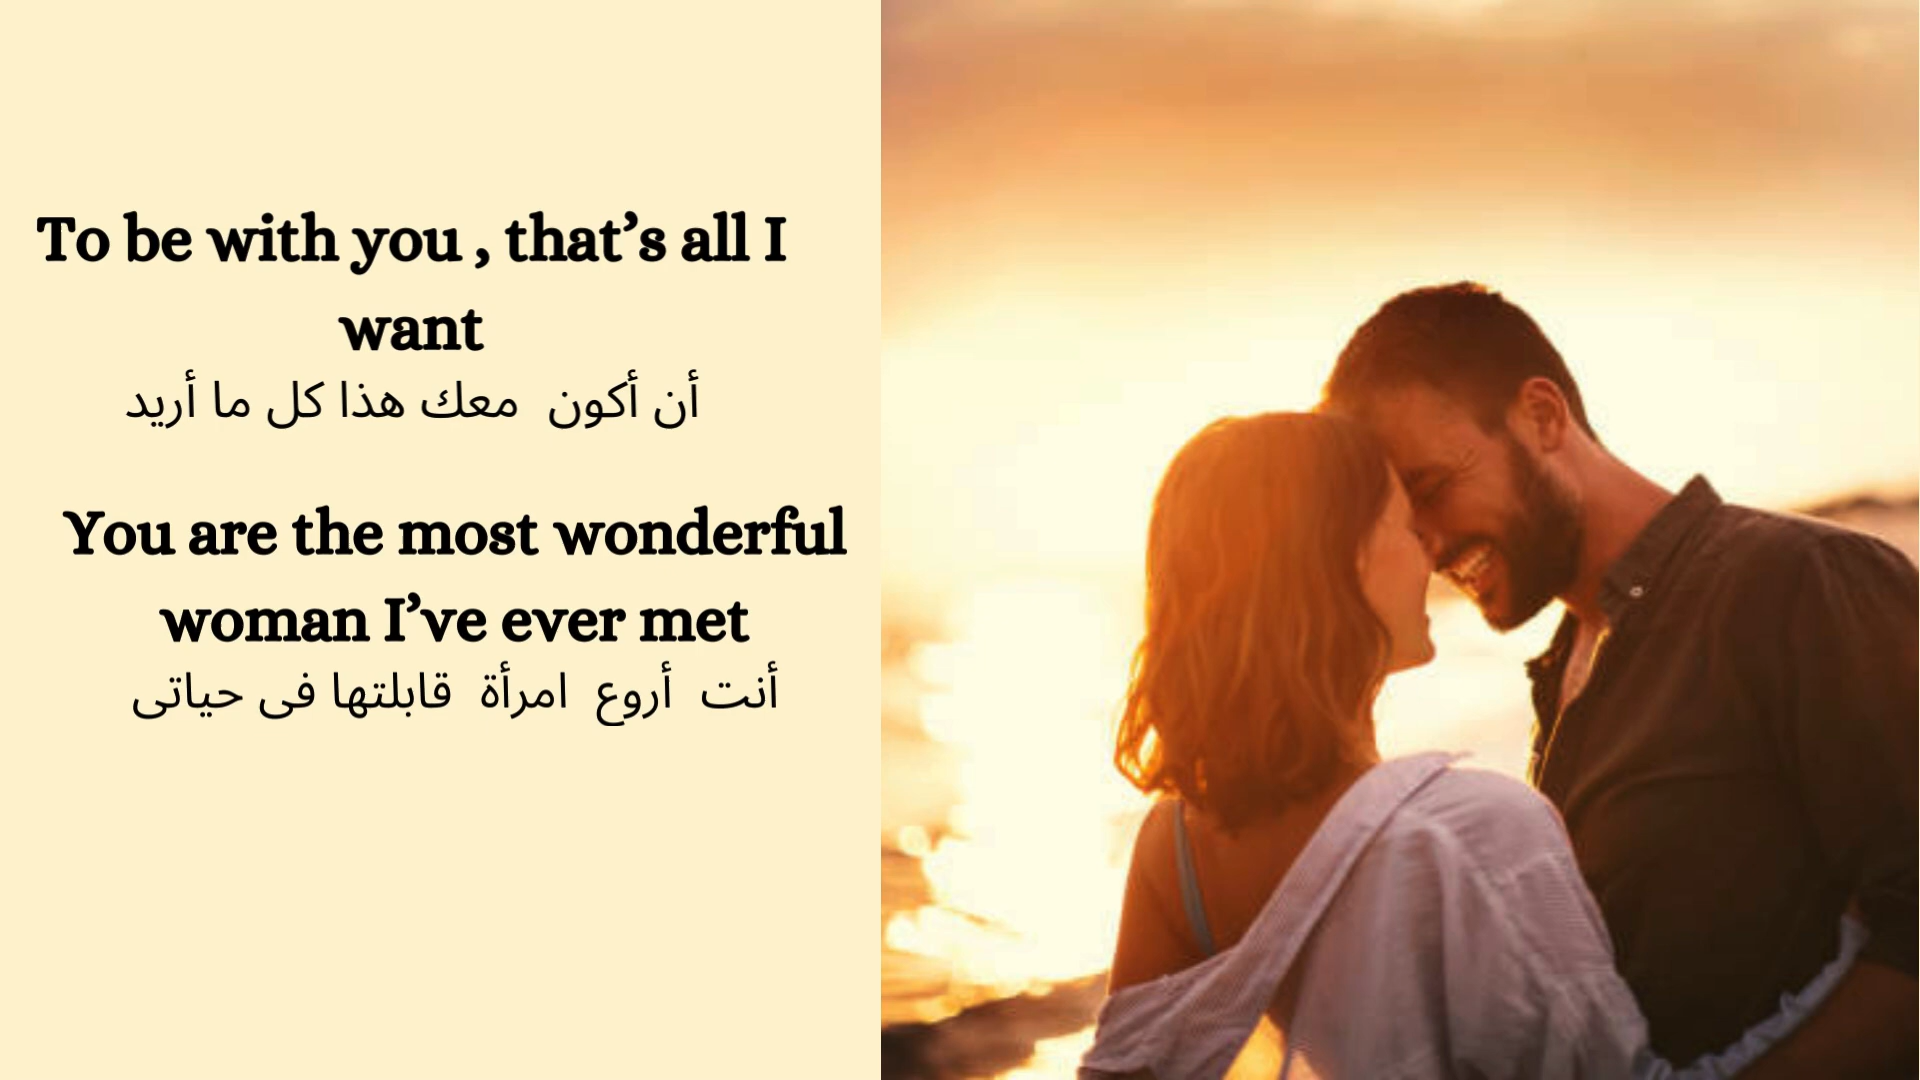 To be with you , that’s all I
want
أن أكون معك هذا كل ما أريد
You are the most wonderful
woman I’ve ever met
أنت أروع امرأة قابلتها فى حياتى